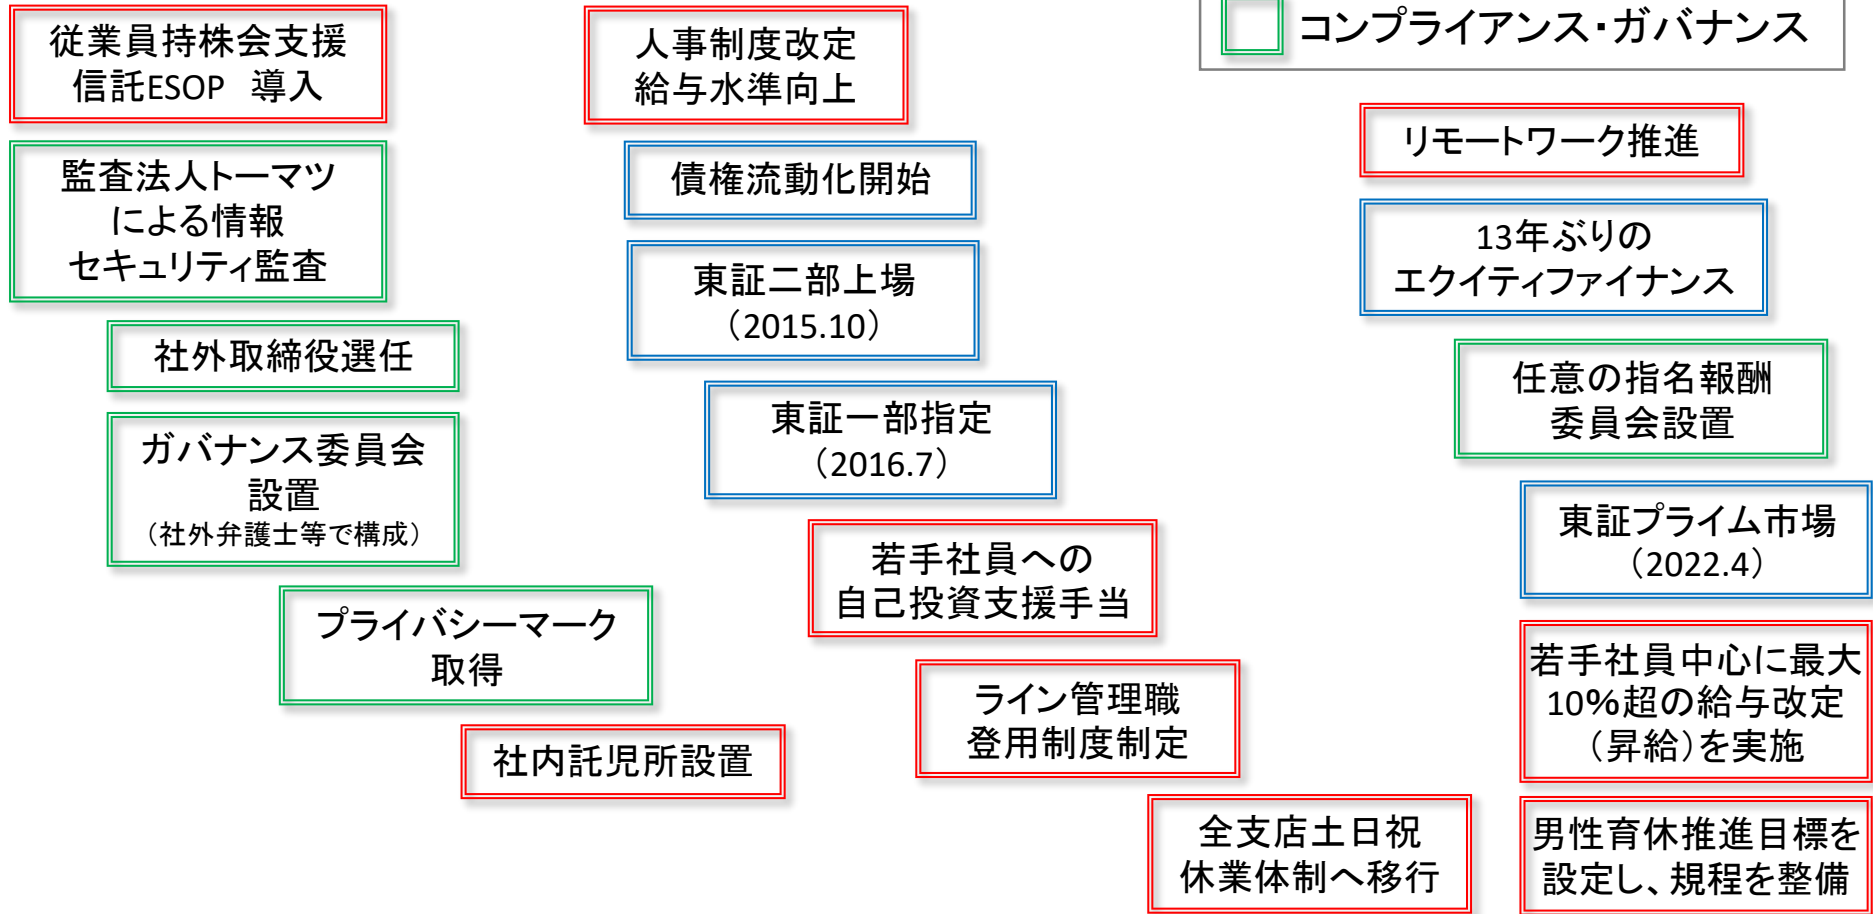 コンプライアンス・ガバナンス
従業員持株会支援
信託ESOP 導入
監査法人トーマツ
による情報
セキュリティ監査
社外取締役選任
ガバナンス委員会
設置
（社外弁護士等で構成）
プライバシーマーク
取得
社内託児所設置
人事制度改定
給与水準向上
債権流動化開始
東証二部上場
（2015.10）
東証一部指定
（2016.7）
若手社員への
自己投資支援手当
ライン管理職
登用制度制定
全支店土日祝
休業体制へ移行
リモートワーク推進
13年ぶりの
エクイティファイナンス
任意の指名報酬
委員会設置
東証プライム市場
（2022.4）
若手社員中心に最大
10%超の給与改定
（昇給）を実施
男性育休推進目標を
設定し、規程を整備